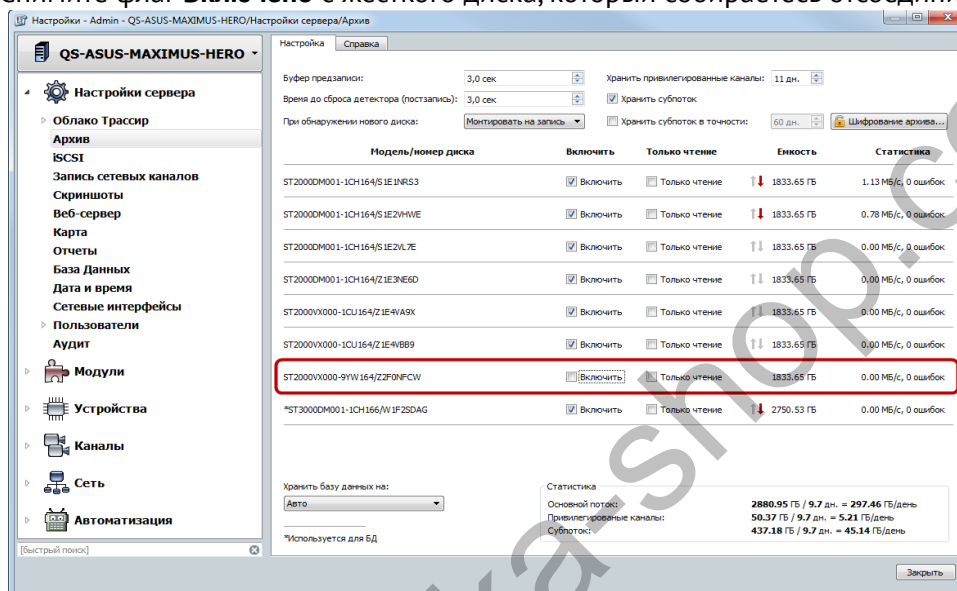 Снимите флаг Включено с жесткого диска, который собираетесь отсоедини
Настройки - Admin - QS-ASUS-MAXIMUS-HERO/Настройки сервера/Архив
QS-ASUS-MAXIMUS-HERO
Настройки сервера
Облако Трассир
Архив
iSCSI
Запись сетевых каналов
Скриншоты
Веб-сервер
Карта
Отчеты
База Данных
Дата и время
Сетевые интерфейсы
Пользователи
Аудит
Модули
Устройства
Каналы
Сеть
Автоматизация
[быстрый поиск]
Настройка Справка
Буфер предзаписи: 3,0 сек Хранить привилегированные каналы: 11 дн.
Время до сброса детектора (постзапись): 3,0 сек Хранить субпоток
При обнаружении нового диска: Монтировать на запись Хранить субпоток в точности: 60 дн. Шифрование архива...
Модель/номер диска Включить Только чтение Емкость Статистика
ST2000DM001-1CH164/S1E1NRS3 Включить Только чтение 1833.65 ГБ 1.13 МБ/с, 0 ошибок
ST2000DM001-1CH164/S1E2VHWE Включить Только чтение 1833.65 ГБ 0.78 МБ/с, 0 ошибок
ST2000DM001-1CH164/S1E2VL7E Включить Только чтение 1833.65 ГБ 0.00 МБ/с, 0 ошибок
ST2000DM001-1CH164/Z1E3NE6D Включить Только чтение 1833.65 ГБ 0.00 МБ/с, 0 ошибок
ST2000VX000-1CU164/Z1E4VA9X Включить Только чтение 1833.65 ГБ 0.00 МБ/с, 0 ошибок
ST2000VX000-1CU164/Z1E4VBB9 Включить Только чтение 1833.65 ГБ 0.00 МБ/с, 0 ошибок
ST2000VX000-9YW164/Z2F0NFCW Включить Только чтение 1833.65 ГБ 0.00 МБ/с, 0 ошибок
*ST3000DM001-1CH166/W1F2SDAG Включить Только чтение 2750.53 ГБ 0.00 МБ/с, 0 ошибок
Хранить базу данных на:
Авто
*Используется для БД
Статистика
Основной поток: 2880.95 ГБ / 9.7 дн. = 297.46 ГБ/день
Привилегированые каналы: 50.37 ГБ / 9.7 дн. = 5.21 ГБ/день
Субпоток: 437.18 ГБ / 9.7 дн. = 45.14 ГБ/день
Закрыть
ka-shop.co